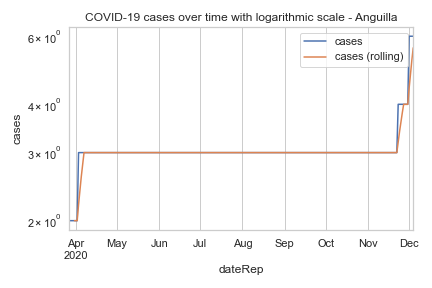 COVID-19 cases over time with logarithmic scale - Anguilla
cases
cases (rolling)
6 × 10⁰
4 × 10⁰
3 × 10⁰
2 × 10⁰
cases
Apr May Jun Jul Aug Sep Oct Nov Dec
2020
dateRep